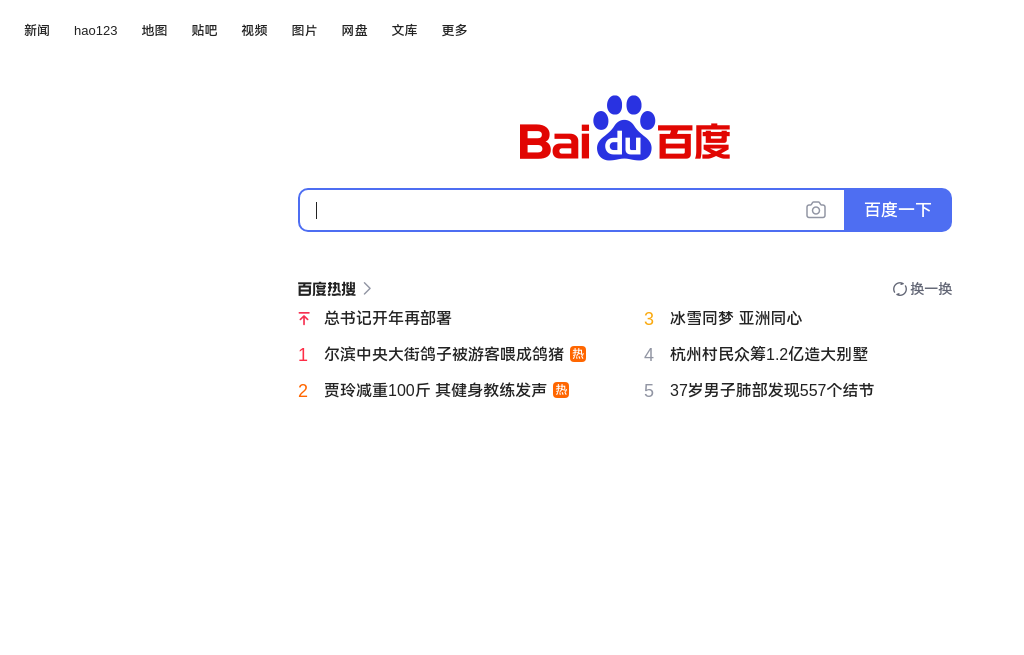 新闻 hao123 地图 贴吧 视频 图片 网盘 文库 更多
Bai du 百度
百度一下
百度热搜 换一换
总书记开年再部署
1 尔滨中央大街鸽子被游客喂成鸽猪 热
2 贾玲减重100斤 其健身教练发声 热
3 冰雪同梦 亚洲同心
4 杭州村民众筹1.2亿造大别墅
5 37岁男子肺部发现557个结节